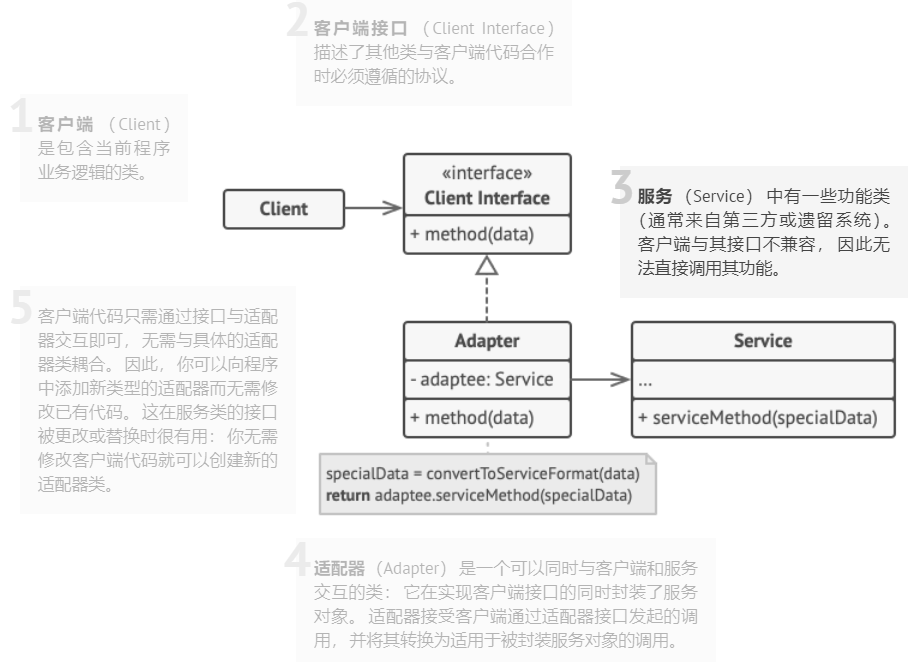 2
客户端接口 （Client Interface）
描述了其他类与客户端代码合作
时必须遵循的协议。
1
客户端 （Client）
是包含当前程序
业务逻辑的类。
«interface»
Client Interface
+ method(data)
Client
3
服务 （Service） 中有一些功能类
（通常来自第三方或遗留系统）。
客户端与其接口不兼容， 因此无
法直接调用其功能。
5
客户端代码只需通过接口与适配
器交互即可， 无需与具体的适配
器类耦合。 因此， 你可以向程序
中添加新类型的适配器而无需修
改已有代码。 这在服务类的接口
被更改或替换时很有用： 你无需
修改客户端代码就可以创建新的
适配器类。
Adapter
- adaptee: Service
+ method(data)
Service
...
+ serviceMethod(specialData)
specialData = convertToServiceFormat(data)
return adaptee.serviceMethod(specialData)
4
适配器 （Adapter） 是一个可以同时与客户端和服务
交互的类： 它在实现客户端接口的同时封装了服务
对象。 适配器接受客户端通过适配器接口发起的调
用， 并将其转换为适用于被封装服务对象的调用。